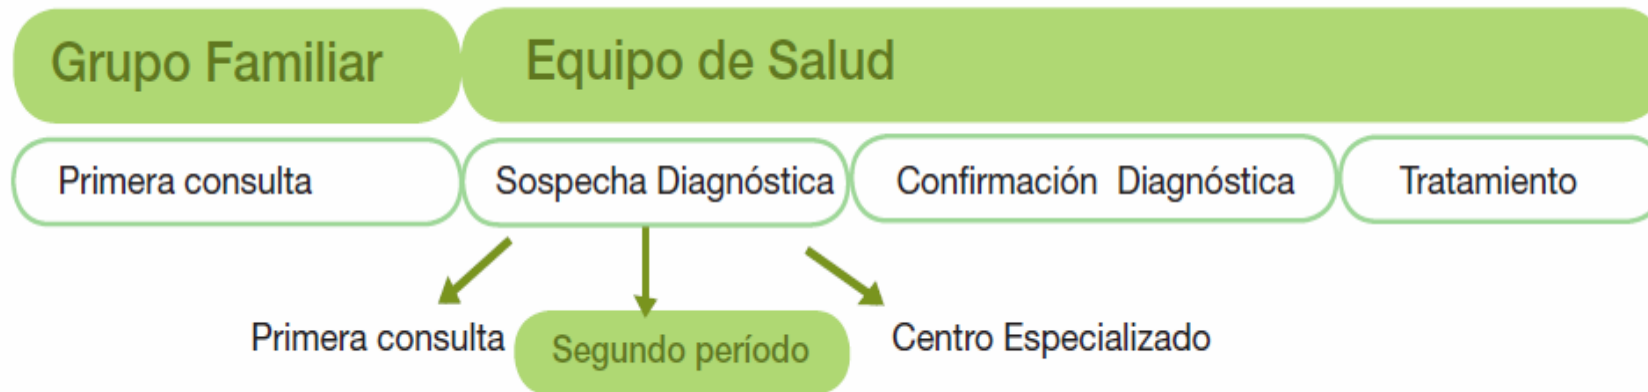 Grupo Familiar
Equipo de Salud
Primera consulta
Sospecha Diagnóstica
Confirmación Diagnóstica
Tratamiento
Primera consulta
Segundo período
Centro Especializado